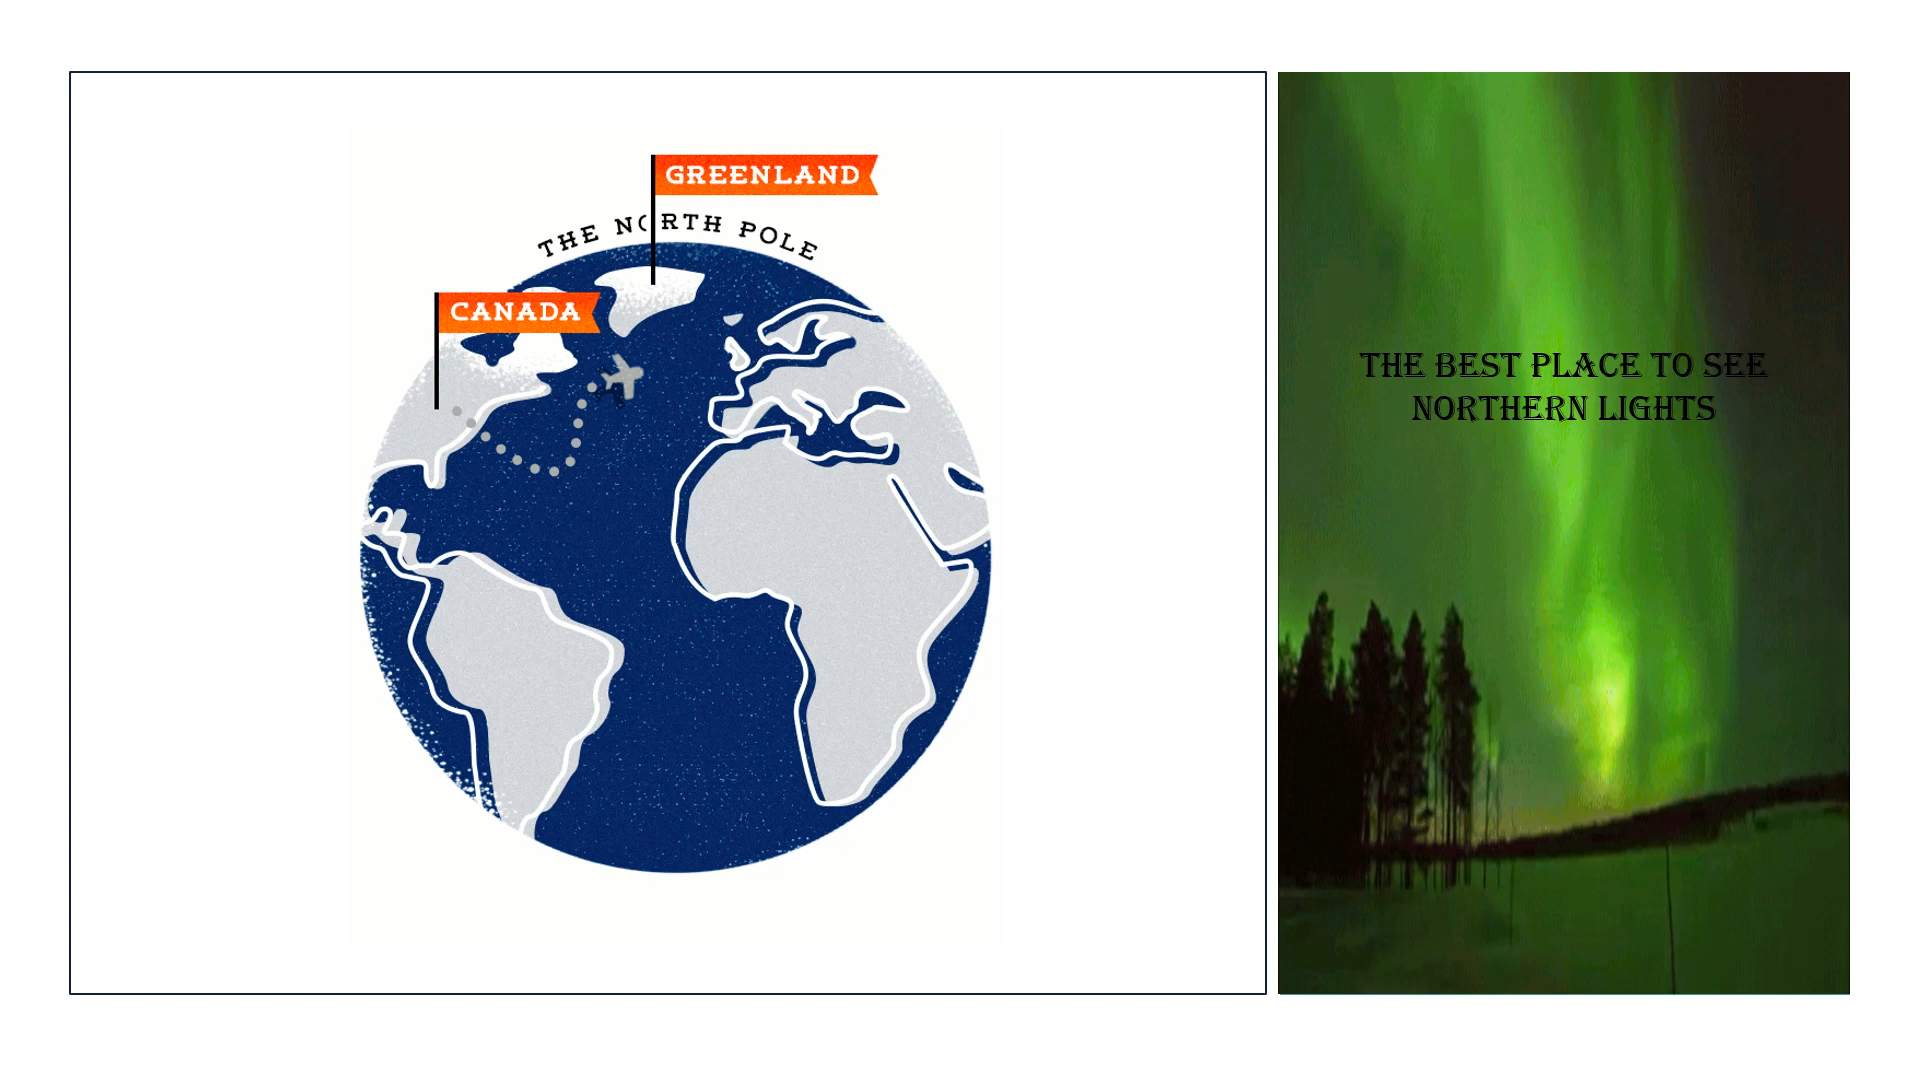 GREENLAND
THE NORTH POLE
CANADA
THE BEST PLACE TO SEE
NORTHERN LIGHTS